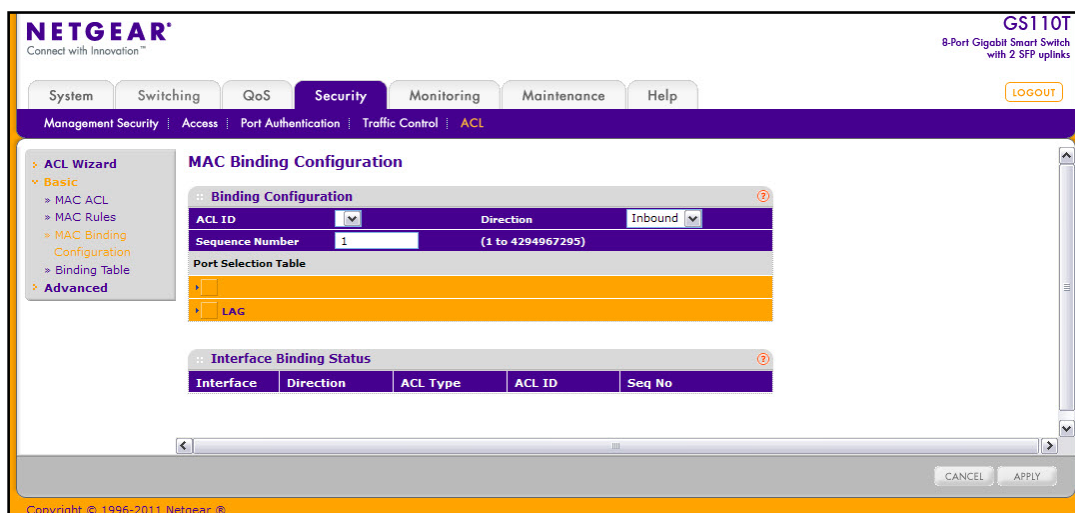 NETGEAR®
Connect with Innovation™
GS110T
8-Port Gigabit Smart Switch
with 2 SFP uplinks
System Switching QoS Security Monitoring Maintenance Help
LOGOUT
Management Security Access Port Authentication Traffic Control ACL
ACL Wizard
Basic
MAC ACL
MAC Rules
MAC Binding
Configuration
Binding Table
Advanced
MAC Binding Configuration
Binding Configuration
ACL ID Direction Inbound
Sequence Number 1 (1 to 4294967295)
Port Selection Table
LAG
Interface Binding Status
Interface Direction ACL Type ACL ID Seq No
CANCEL APPLY
Copyright © 1996-2011 Netgear ®